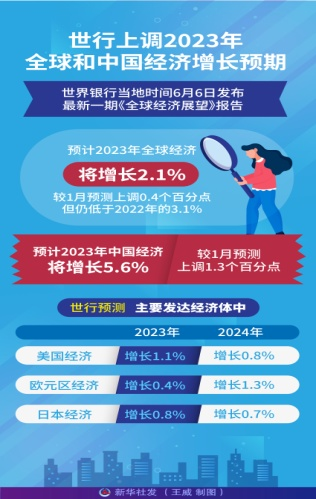 世行上调2023年
全球和中国经济增长预期
世界银行当地时间6月6日发布
最新一期《全球经济展望》报告
预计2023年全球经济
将增长2.1%
较1月预测上调0.4个百分点
但仍低于2022年的3.1%
预计2023年中国经济
将增长5.6%
较1月预测
上调1.3个百分点
世行预测 主要发达经济体中
2023年 2024年
美国经济 增长1.1% 增长0.8%
欧元区经济 增长0.4% 增长1.3%
日本经济 增长0.8% 增长0.7%
新华社发 （王威 制图）